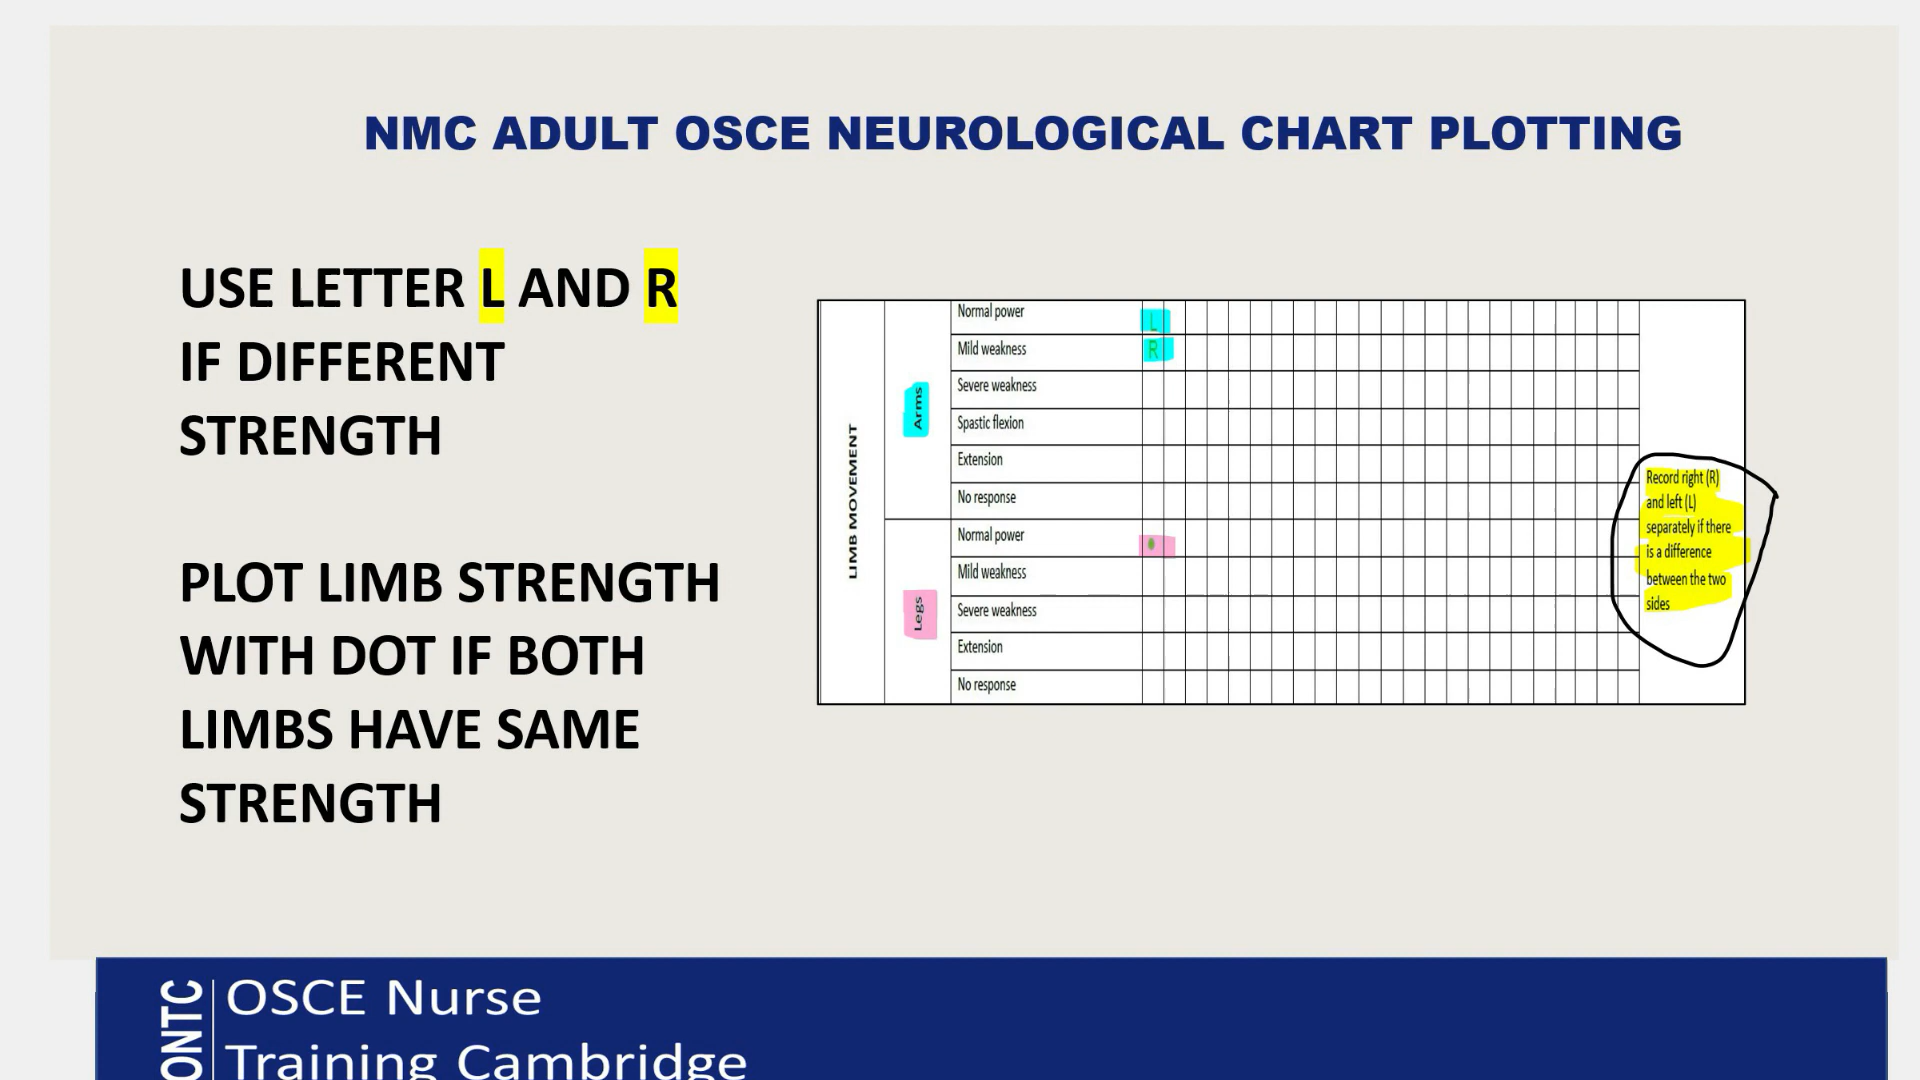 NMC ADULT OSCE NEUROLOGICAL CHART PLOTTING
USE LETTER L AND R
IF DIFFERENT
STRENGTH
PLOT LIMB STRENGTH
WITH DOT IF BOTH
LIMBS HAVE SAME
STRENGTH
LIMB MOVEMENT
Arms
Normal power
L
Mild weakness
R
Severe weakness
Spastic flexion
Extension
No response
Legs
Normal power
Mild weakness
Severe weakness
Extension
No response
Record right (R)
and left (L)
separately if there
is a difference
between the two
sides
ONTC
OSCE Nurse
Training Cambridge